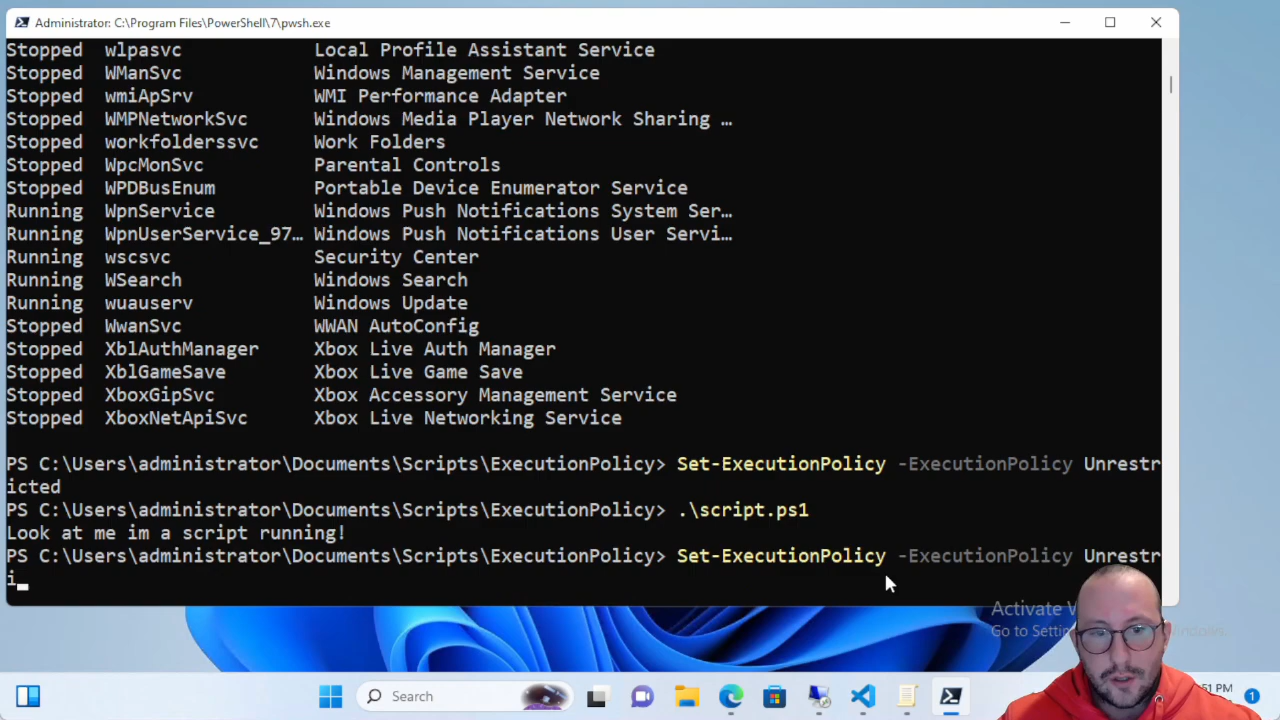 Administrator: C:\Program Files\PowerShell\7\pwsh.exe
Stopped wlpasvc Local Profile Assistant Service
Stopped WManSvc Windows Management Service
Stopped wmiApSrv WMI Performance Adapter
Stopped WMPNetworkSvc Windows Media Player Network Sharing …
Stopped workfolderssvc Work Folders
Stopped WpcMonSvc Parental Controls
Stopped WPDBusEnum Portable Device Enumerator Service
Running WpnService Windows Push Notifications System Ser…
Running WpnUserService_97… Windows Push Notifications User Servi…
Running wscsvc Security Center
Running WSearch Windows Search
Running wuauserv Windows Update
Stopped WwanSvc WWAN AutoConfig
Stopped XblAuthManager Xbox Live Auth Manager
Stopped XblGameSave Xbox Live Game Save
Stopped XboxGipSvc Xbox Accessory Management Service
Stopped XboxNetApiSvc Xbox Live Networking Service
PS C:\Users\administrator\Documents\Scripts\ExecutionPolicy> Set-ExecutionPolicy -ExecutionPolicy Unrestr
icted
PS C:\Users\administrator\Documents\Scripts\ExecutionPolicy> .\script.ps1
Look at me im a script running!
PS C:\Users\administrator\Documents\Scripts\ExecutionPolicy> Set-ExecutionPolicy -ExecutionPolicy Unrestr
i
Activate
Go to
Search
PM
1